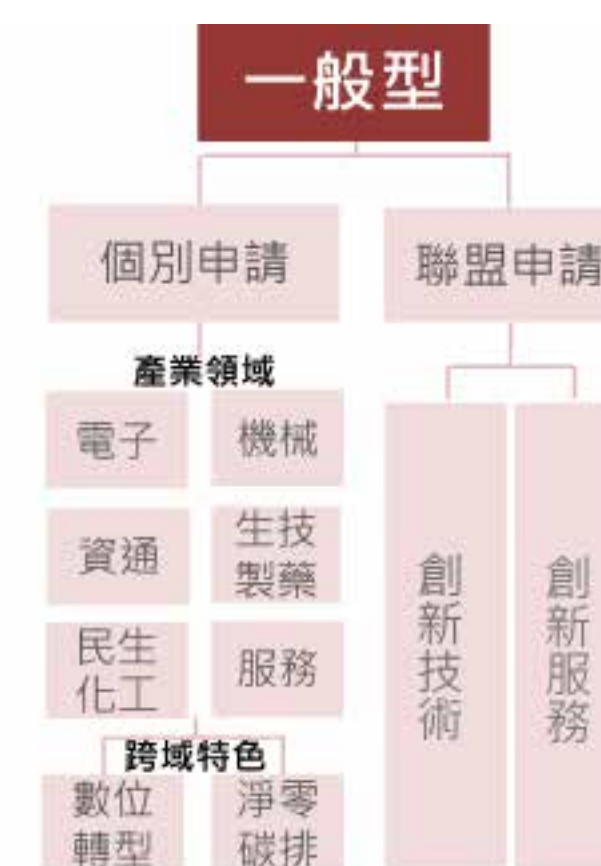 一般型
個別申請
聯盟申請
產業領域
電子
機械
資通
生技
製藥
民生
化工
服務
創新技術
創新服務
跨域特色
數位
轉型
淨零
碳排